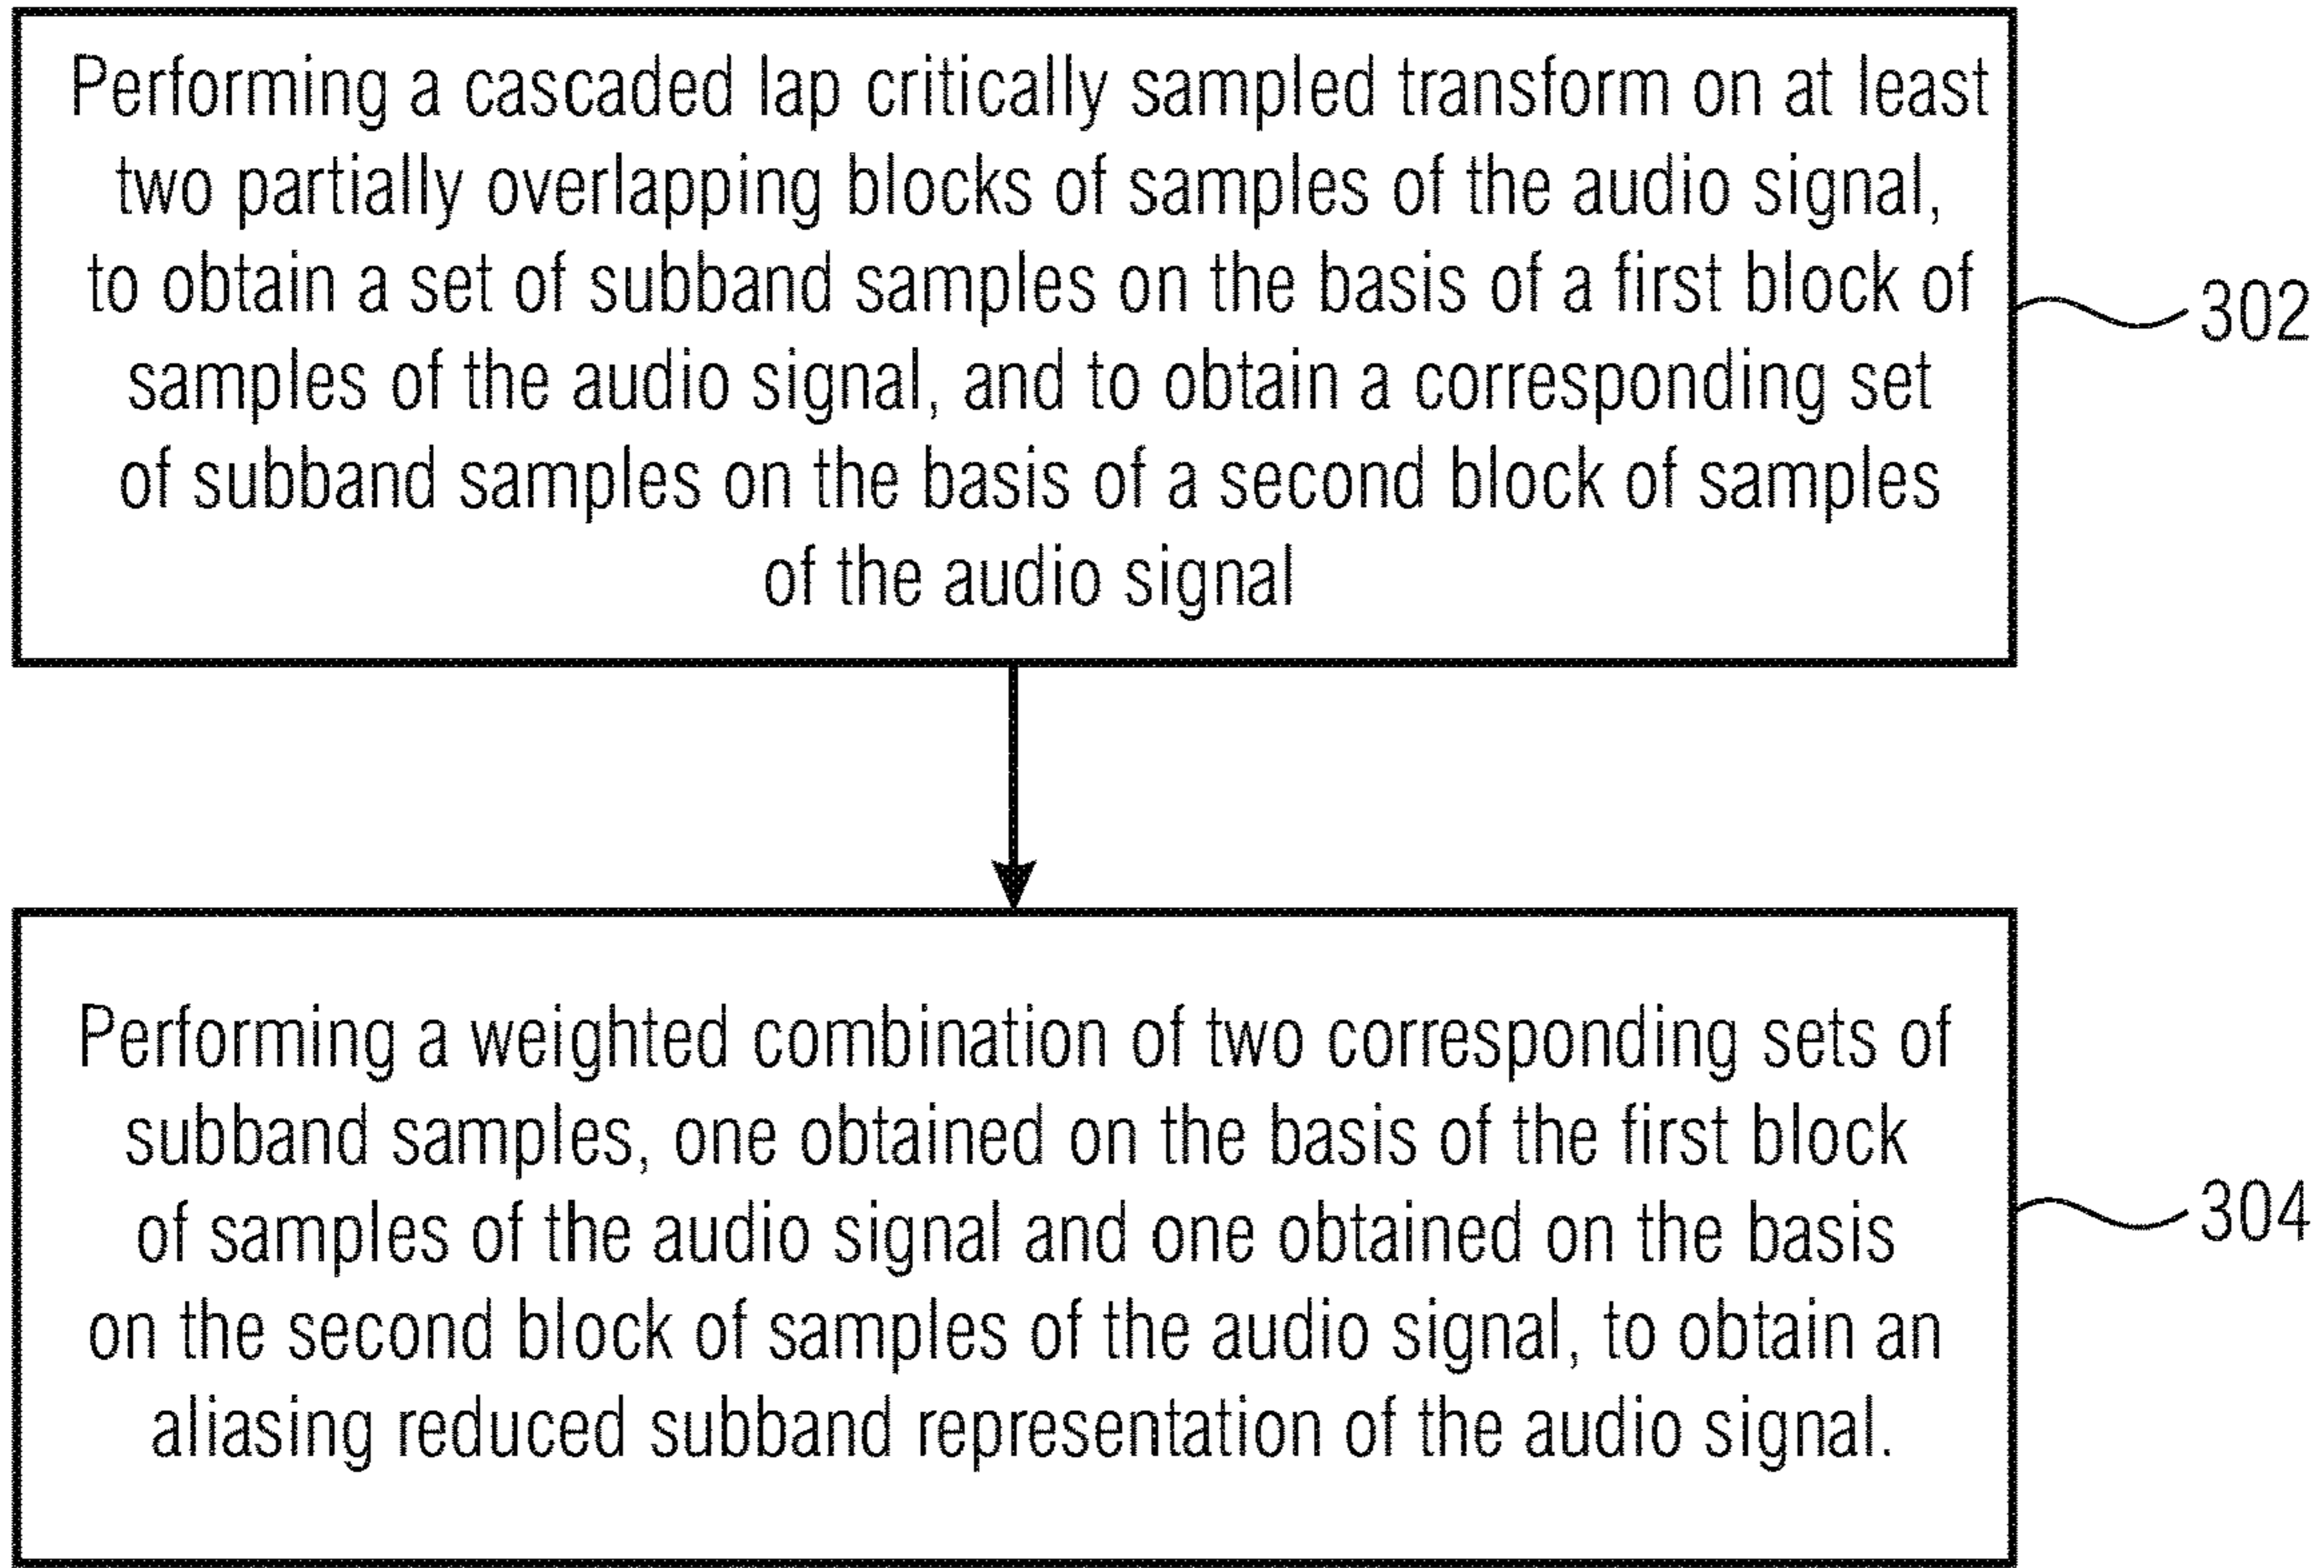 Performing a cascaded lap critically sampled transform on at least
two partially overlapping blocks of samples of the audio signal,
to obtain a set of subband samples on the basis of a first block of
samples of the audio signal, and to obtain a corresponding set
of subband samples on the basis of a second block of samples
of the audio signal
302
Performing a weighted combination of two corresponding sets of
subband samples, one obtained on the basis of the first block
of samples of the audio signal and one obtained on the basis
on the second block of samples of the audio signal, to obtain an
aliasing reduced subband representation of the audio signal.
304